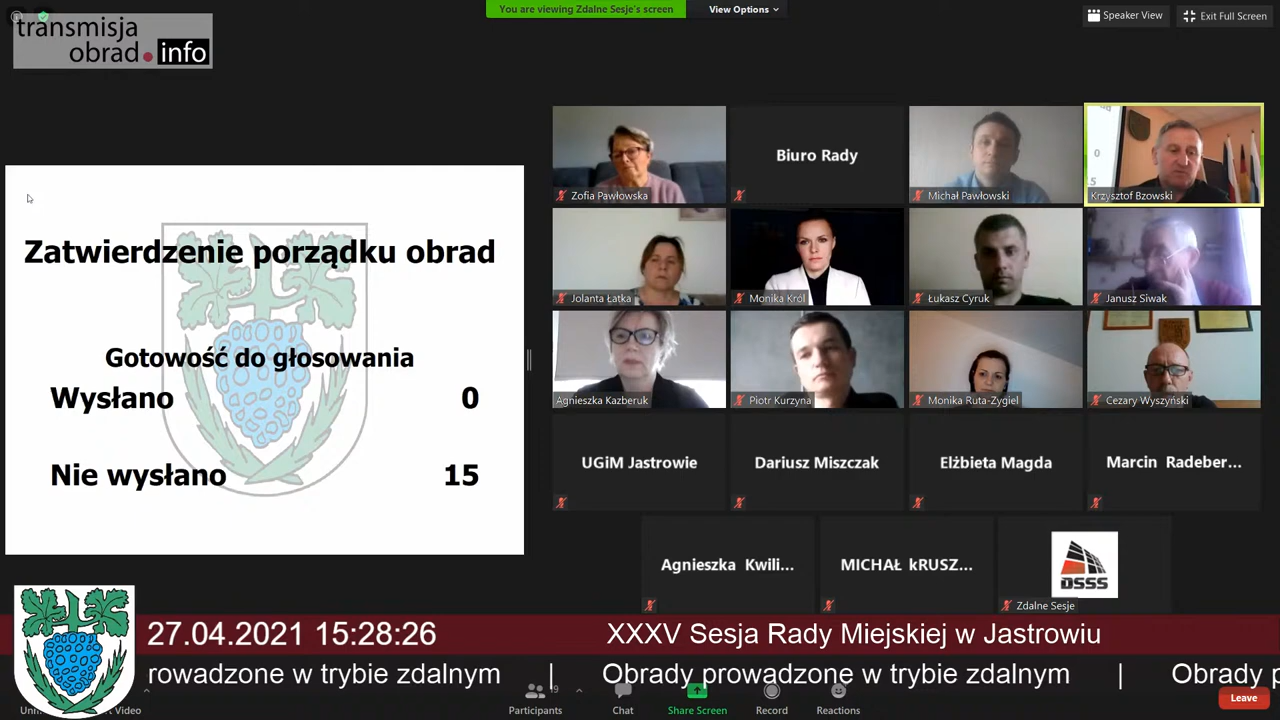 You are viewing Zdalne Sesje's screen
View Options
Speaker View
Exit Full Screen
transmisja
obrad.info
Zatwierdzenie porządku obrad
Gotowość do głosowania
Wysłano 0
Nie wysłano 15
Zofia Pawłowska
Biuro Rady
Michał Pawłowski
Krzysztof Bzowski
Jolanta Łatka
Monika Król
Łukasz Cyruk
Janusz Siwak
Agnieszka Kazberuk
Piotr Kurzyna
Monika Ruta-Zygiel
Cezary Wyszyński
UGiM Jastrowie
Dariusz Miszczak
Elżbieta Magda
Marcin Radeber...
Agnieszka Kwili...
MICHAŁ kRUSZ...
DSSS
Zdalne Sesje
27.04.2021 15:28:26 XXXV Sesja Rady Miejskiej w Jastrowiu
rowadzone w trybie zdalnym | Obrady prowadzone w trybie zdalnym | Obrady p
Participants
Chat
Share Screen
Record
Reactions
Leave